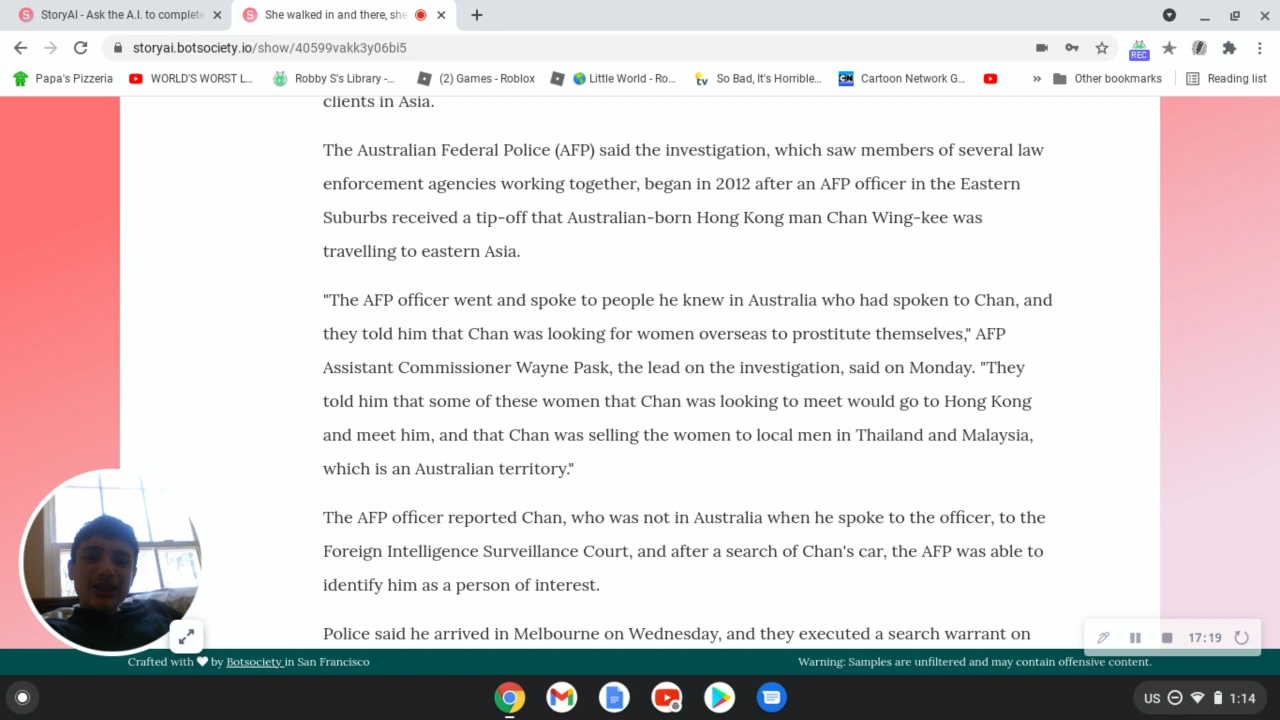 StoryAI - Ask the A.I. to complete
She walked in and there, she
storyai.botsociety.io/show/40599vakk3y06bi5
REC
Papa's Pizzeria
WORLD'S WORST L...
Robby S's Library -...
(2) Games - Roblox
Little World - Ro...
So Bad, It's Horrible...
Cartoon Network G...
»
Other bookmarks
Reading list
clients in Asia.
The Australian Federal Police (AFP) said the investigation, which saw members of several law
enforcement agencies working together, began in 2012 after an AFP officer in the Eastern
Suburbs received a tip-off that Australian-born Hong Kong man Chan Wing-kee was
travelling to eastern Asia.
"The AFP officer went and spoke to people he knew in Australia who had spoken to Chan, and
they told him that Chan was looking for women overseas to prostitute themselves," AFP
Assistant Commissioner Wayne Pask, the lead on the investigation, said on Monday. "They
told him that some of these women that Chan was looking to meet would go to Hong Kong
and meet him, and that Chan was selling the women to local men in Thailand and Malaysia,
which is an Australian territory."
The AFP officer reported Chan, who was not in Australia when he spoke to the officer, to the
Foreign Intelligence Surveillance Court, and after a search of Chan's car, the AFP was able to
identify him as a person of interest.
Police said he arrived in Melbourne on Wednesday, and they executed a search warrant on
17:19
Crafted with ♥ by Botsociety in San Francisco
Warning: Samples are unfiltered and may contain offensive content.
US
1:14